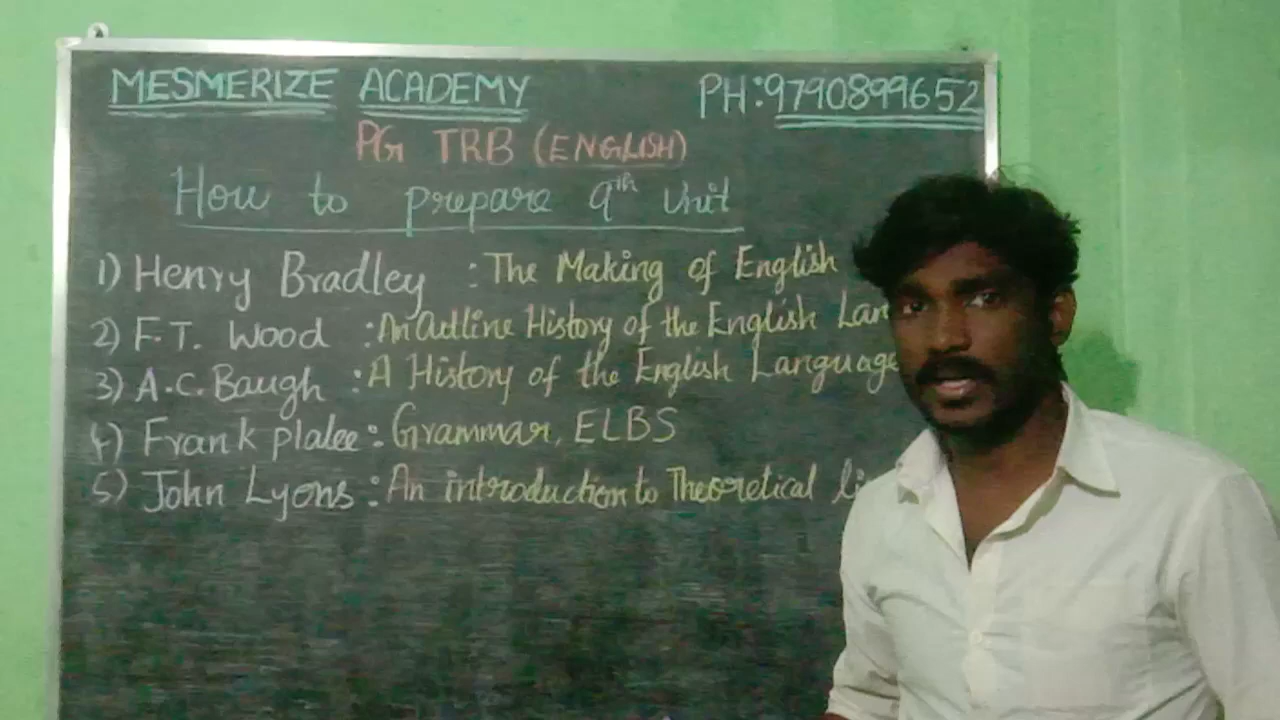 MESMERIZE ACADEMY PH:9790899652
PG TRB (ENGLISH)
How to prepare 9th Unit
1) Henry Bradley : The Making of English
2) F.T. Wood : An Outline History of the English Lan
3) A.C. Baugh : A History of the English Language
4) Frank Plalee : Grammar, ELBS
5) John Lyons : An introduction to Theoretical li